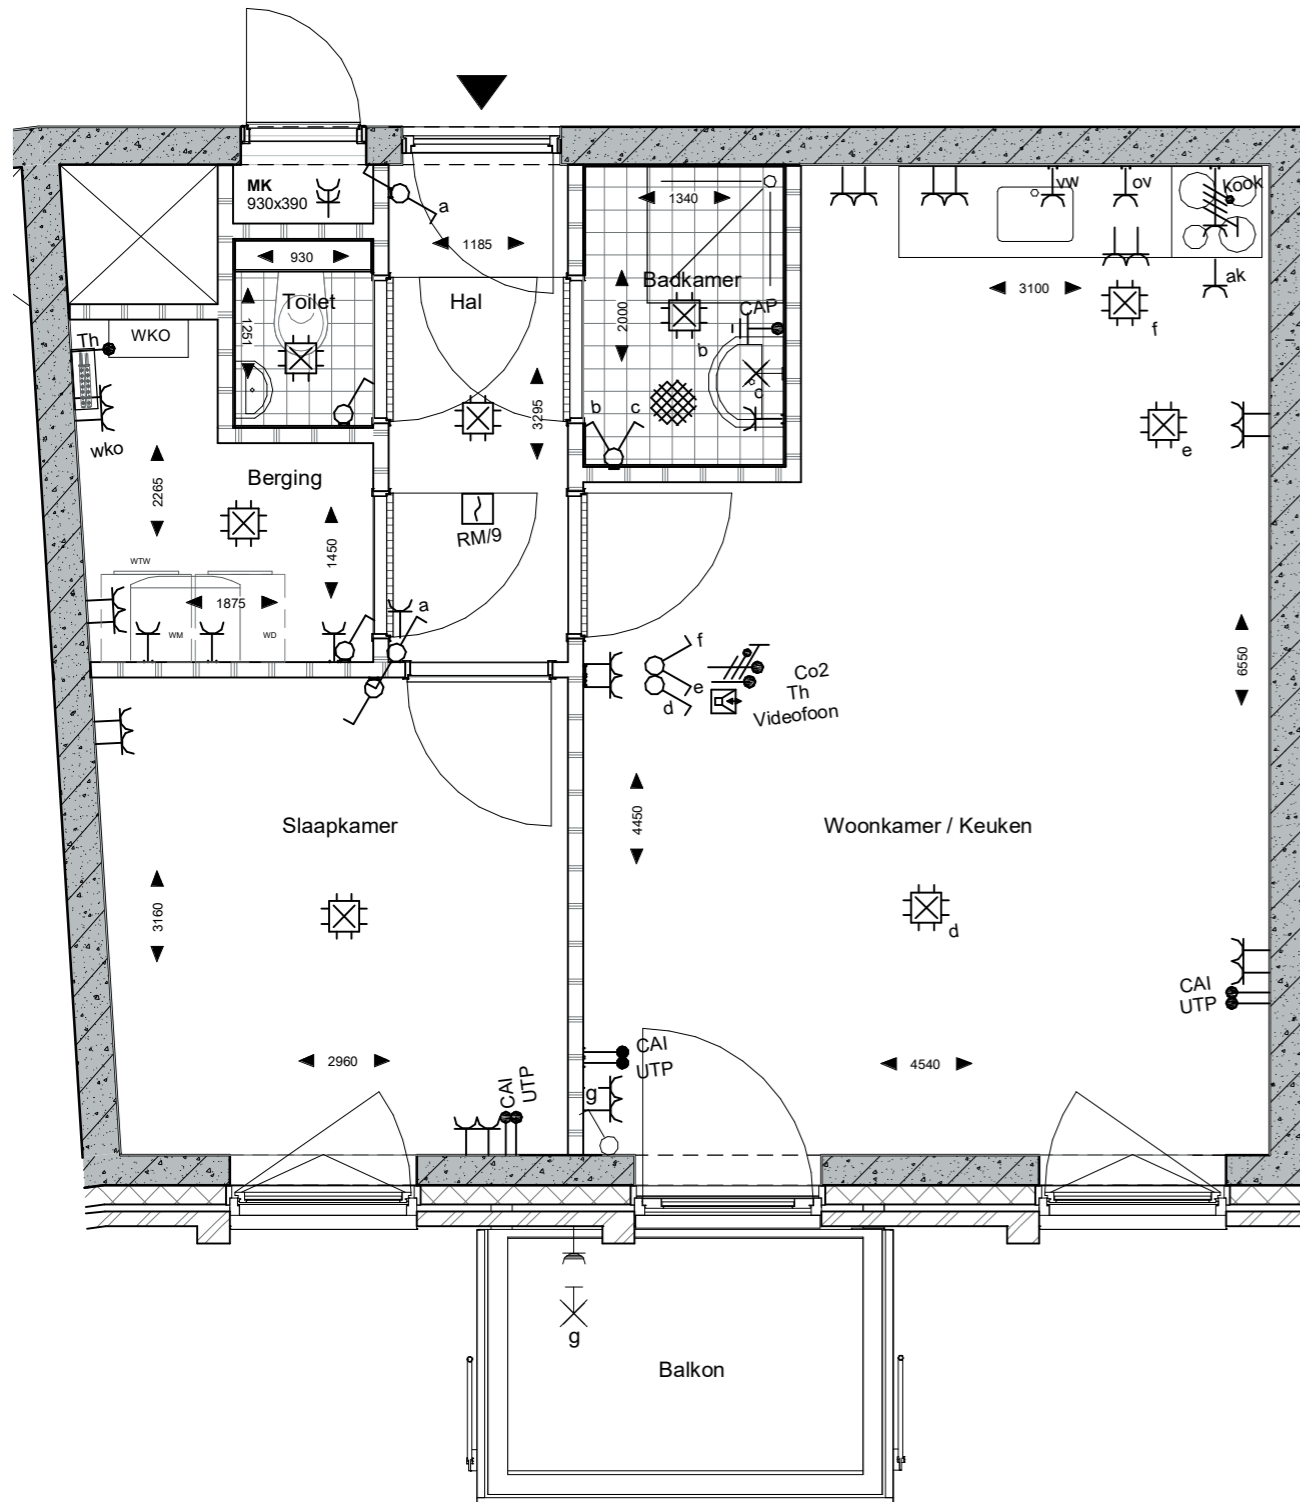 MK
930x390
a
1185
1340
vw
ov
kook
930
Toilet
Hal
Badkamer
2000
CAP
3100
ak
f
1251
Th
WKO
b
c
3295
b
c
e
wko
Berging
2265
RM/9
1450
WTW
1875
WM
WD
a
f
e
d
Co2
Th
Videofoon
6550
4450
Slaapkamer
Woonkamer / Keuken
3160
d
CAI
UTP
2960
CAI
UTP
CAI
UTP
4540
g
g
Balkon